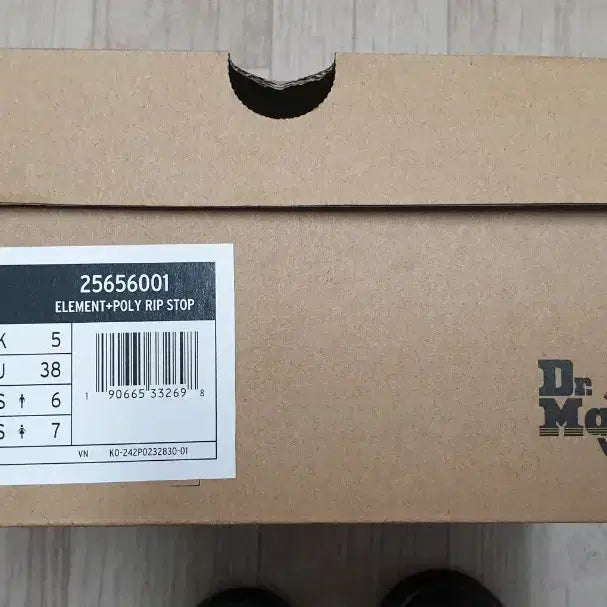 25656001
ELEMENT+POLY RIP STOP
K 5
U 38
S 6
S 7
1 90665 33269 8
VN KO-242P0232830-01
Dr.
Ma
W